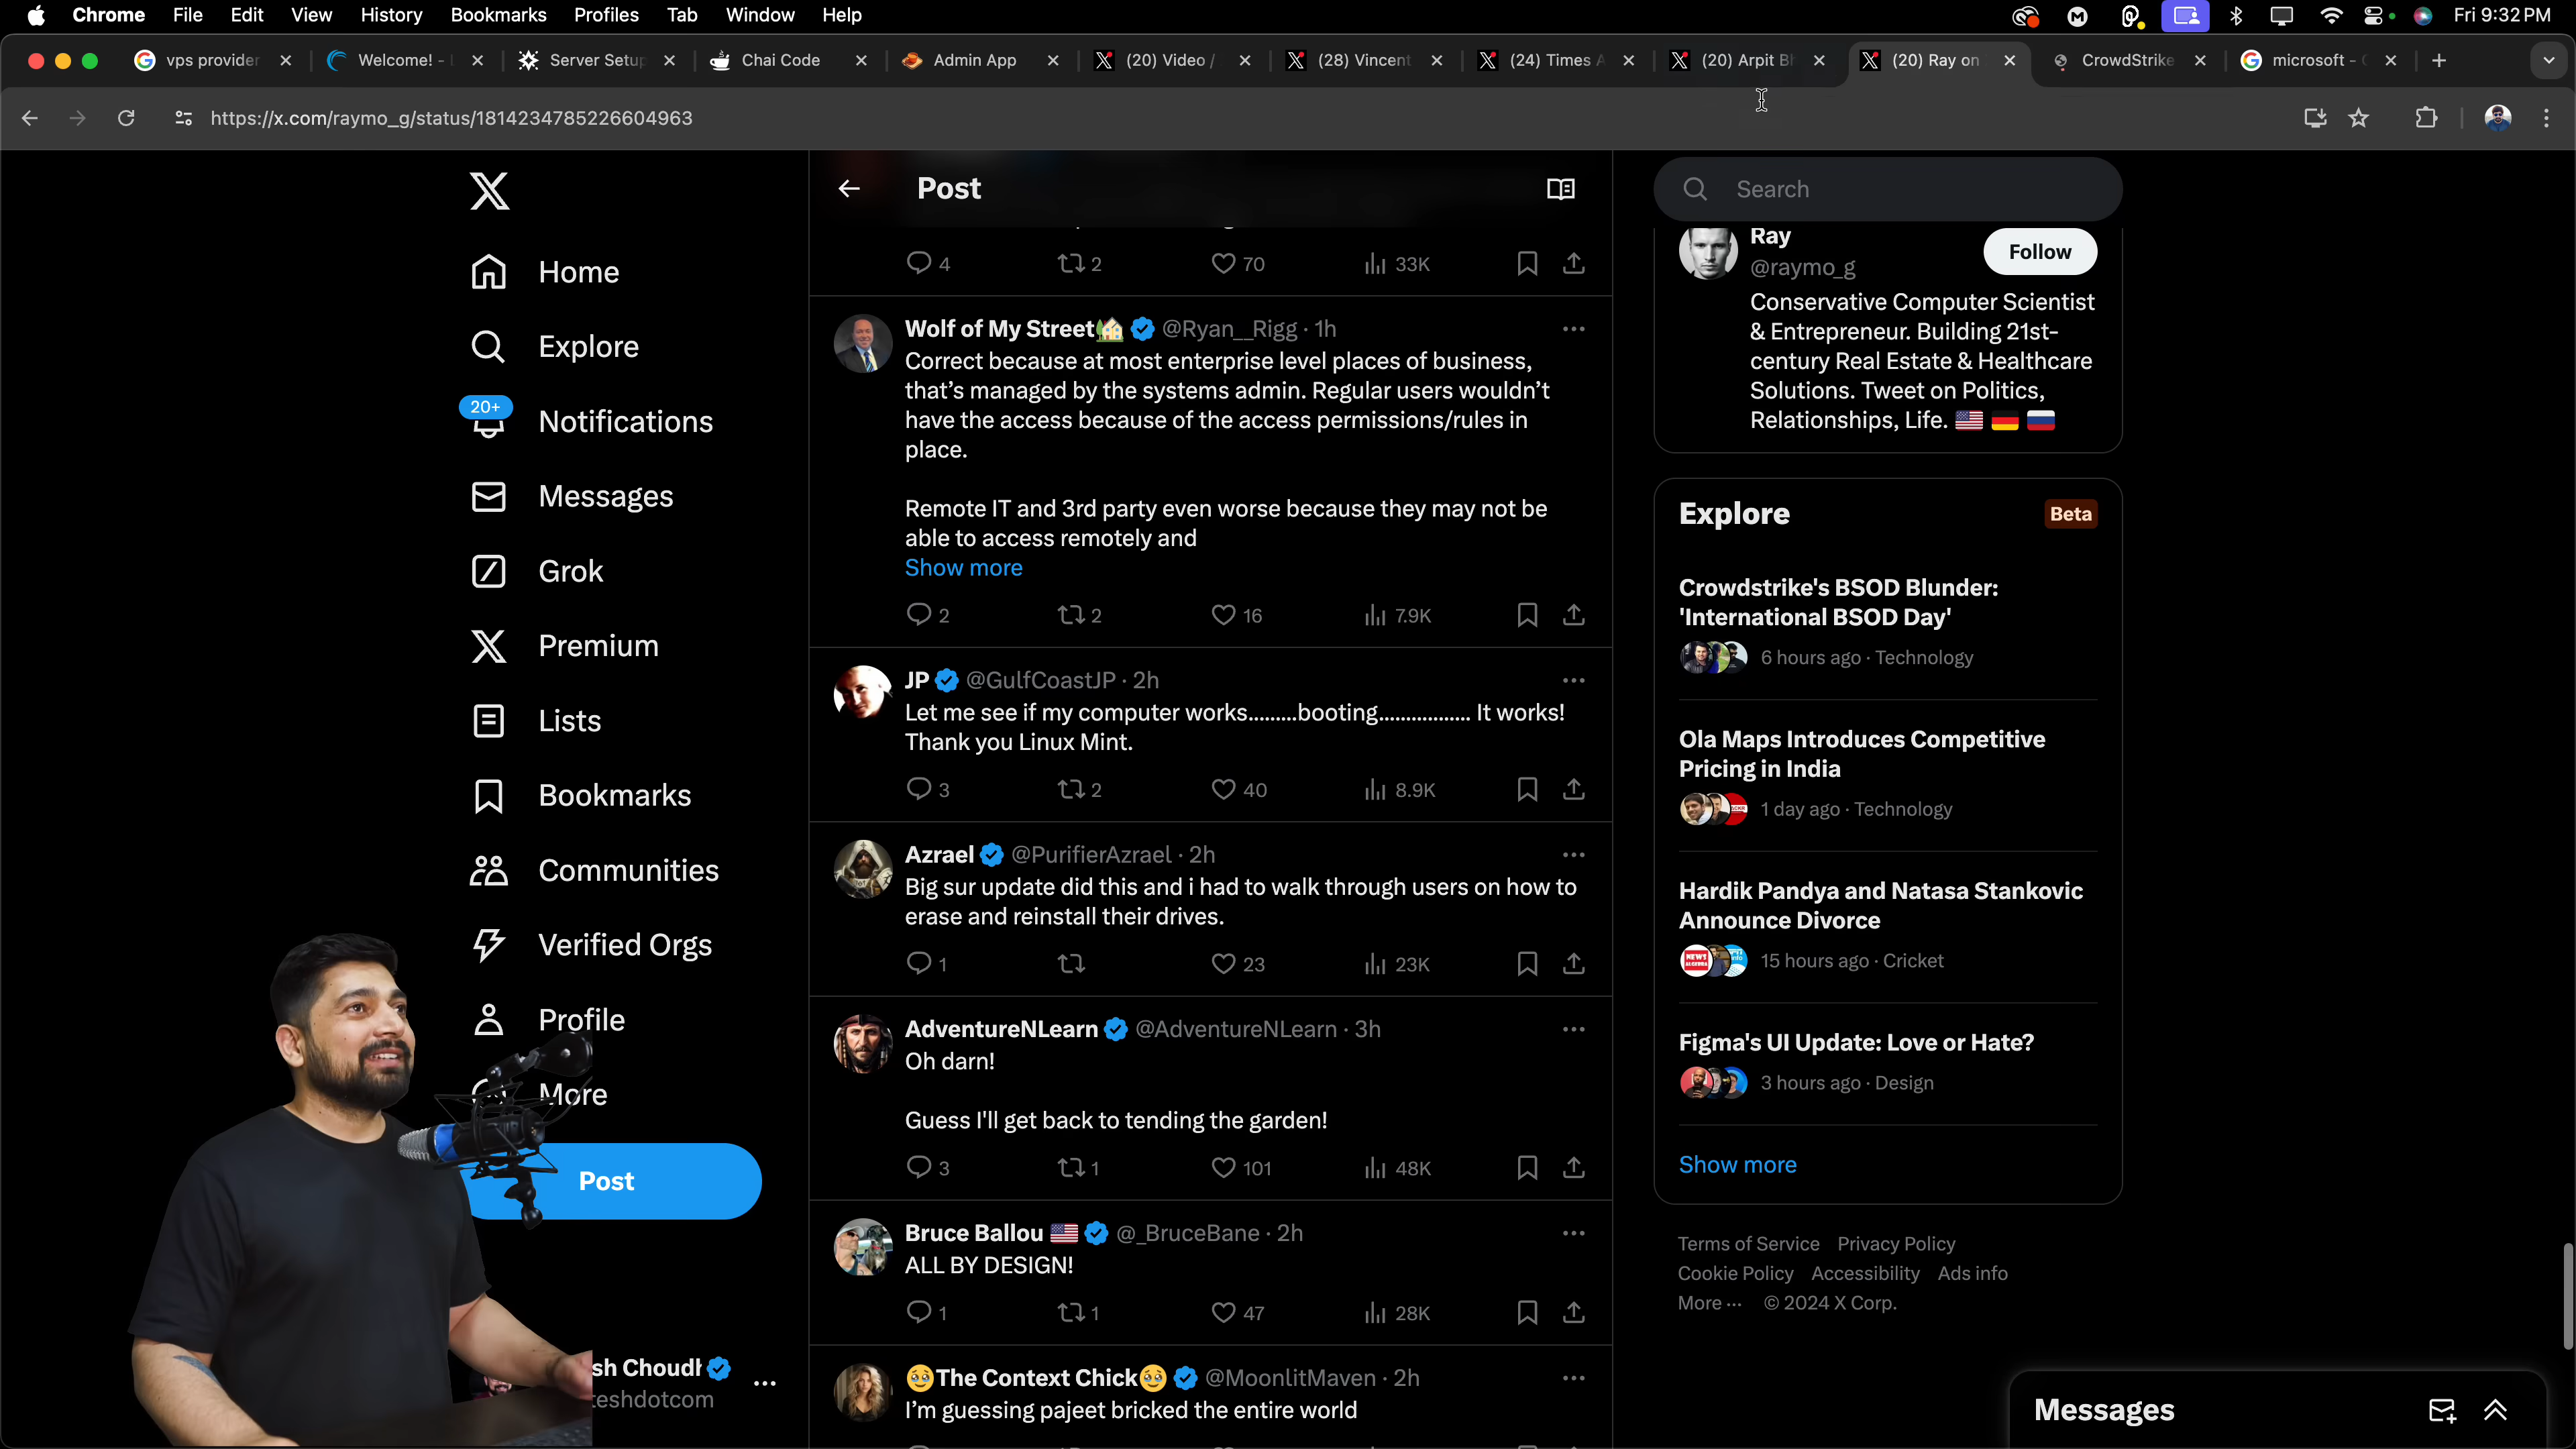 Chrome File Edit View History Bookmarks Profiles Tab Window Help
Fri 9:32 PM
vps provider
Welcome! -
Server Setup
Chai Code
Admin App
(20) Video /
(28) Vincent
(24) Times A
(20) Arpit Bh
(20) Ray on
CrowdStrike
microsoft -
https://x.com/raymo_g/status/1814234785226604963
Home
Explore
20+
Notifications
Messages
Grok
Premium
Lists
Bookmarks
Communities
Verified Orgs
Profile
More
Post
sh Choudh
teshdotcom
Post
4 2 70 33K
Wolf of My Street🏡 @Ryan__Rigg · 1h
Correct because at most enterprise level places of business,
that's managed by the systems admin. Regular users wouldn't
have the access because of the access permissions/rules in
place.
Remote IT and 3rd party even worse because they may not be
able to access remotely and
Show more
2 2 16 7.9K
JP @GulfCoastJP · 2h
Let me see if my computer works.........booting................. It works!
Thank you Linux Mint.
3 2 40 8.9K
Azrael @PurifierAzrael · 2h
Big sur update did this and i had to walk through users on how to
erase and reinstall their drives.
1 23 23K
AdventureNLearn @AdventureNLearn · 3h
Oh darn!
Guess I'll get back to tending the garden!
3 1 101 48K
Bruce Ballou 🇺🇸 @_BruceBane · 2h
ALL BY DESIGN!
1 1 47 28K
🥹The Context Chick🥹 @MoonlitMaven · 2h
I'm guessing pajeet bricked the entire world
Search
Ray
@raymo_g
Follow
Conservative Computer Scientist
& Entrepreneur. Building 21st-
century Real Estate & Healthcare
Solutions. Tweet on Politics,
Relationships, Life. 🇺🇸 🇩🇪 🇷🇺
Explore
Beta
Crowdstrike's BSOD Blunder:
'International BSOD Day'
6 hours ago · Technology
Ola Maps Introduces Competitive
Pricing in India
1 day ago · Technology
Hardik Pandya and Natasa Stankovic
Announce Divorce
15 hours ago · Cricket
Figma's UI Update: Love or Hate?
3 hours ago · Design
Show more
Terms of Service Privacy Policy
Cookie Policy Accessibility Ads info
More ··· © 2024 X Corp.
Messages